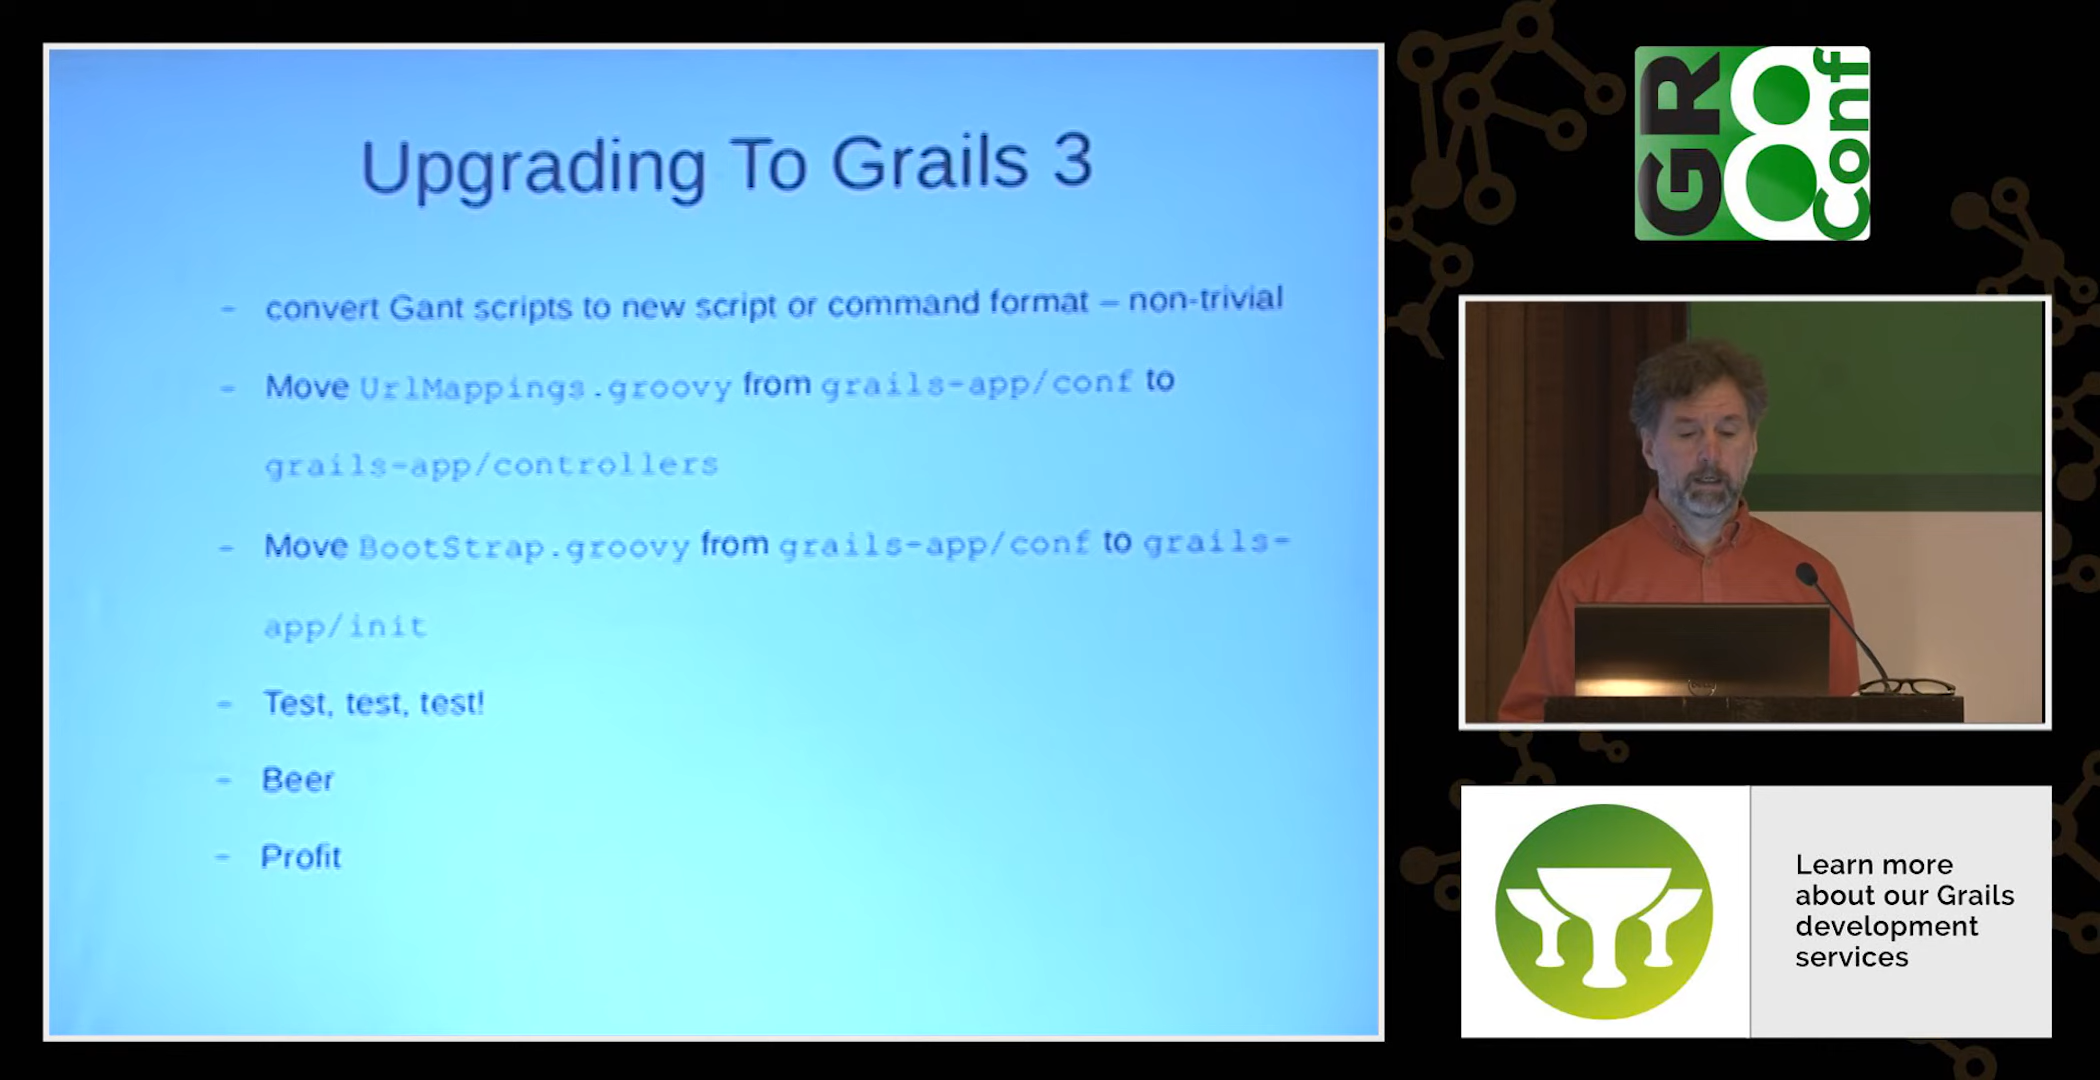 Upgrading To Grails 3
- convert Gant scripts to new script or command format – non-trivial
- Move UrlMappings.groovy from grails-app/conf to
grails-app/controllers
- Move BootStrap.groovy from grails-app/conf to grails-
app/init
- Test, test, test!
- Beer
- Profit
GR8Conf
Learn more
about our Grails
development
services